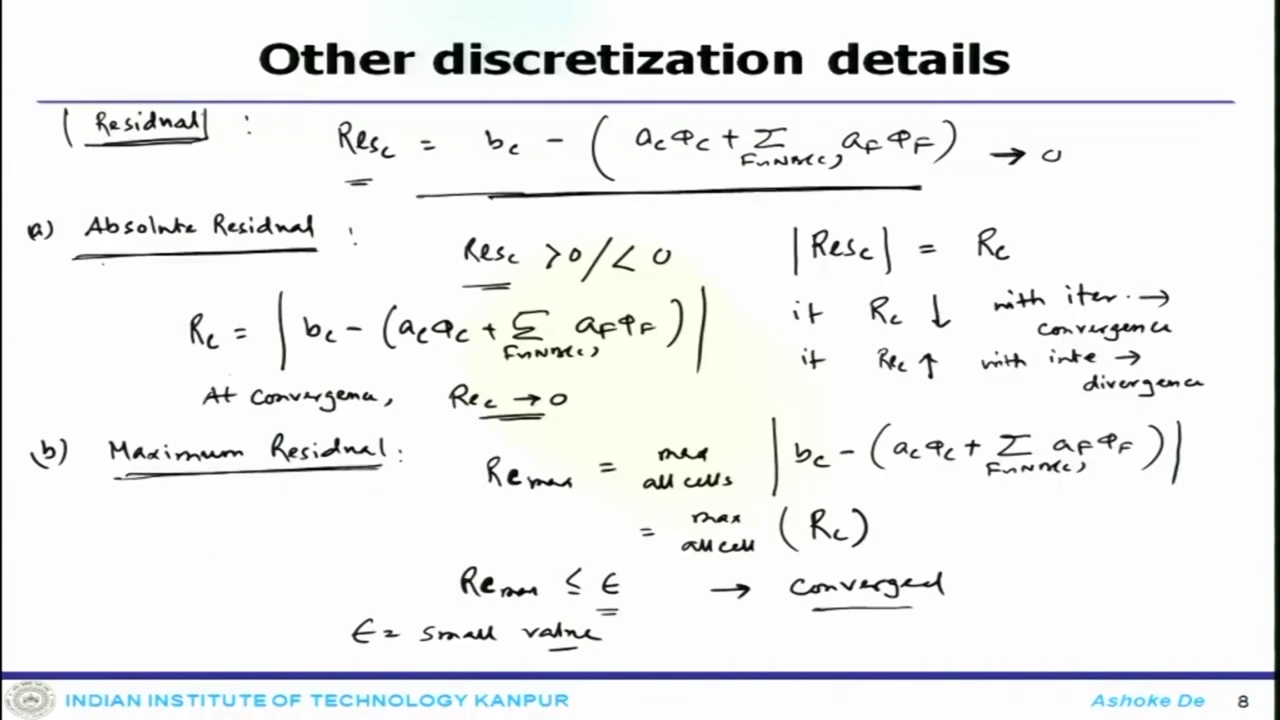 Other discretization details
Residual :
Res_c = b_c - ( a_c φ_c + Σ_{F~NB(c)} a_F φ_F ) → 0
a) Absolute Residual :
Res_c > 0 / < 0
|Res_c| = R_c
R_c = | b_c - (a_c φ_c + Σ_{F~NB(c)} a_F φ_F ) |
if R_c ↓ with iter. → convergence
if Re_c ↑ with inte → divergence
At convergence, Re_c → 0
b) Maximum Residual :
Re_max = max all cells | b_c - (a_c φ_c + Σ_{F~NB(c)} a_F φ_F ) |
= max all cell ( R_c )
Re_max ≤ ε → converged
ε = small value
INDIAN INSTITUTE OF TECHNOLOGY KANPUR
Ashoke De 8